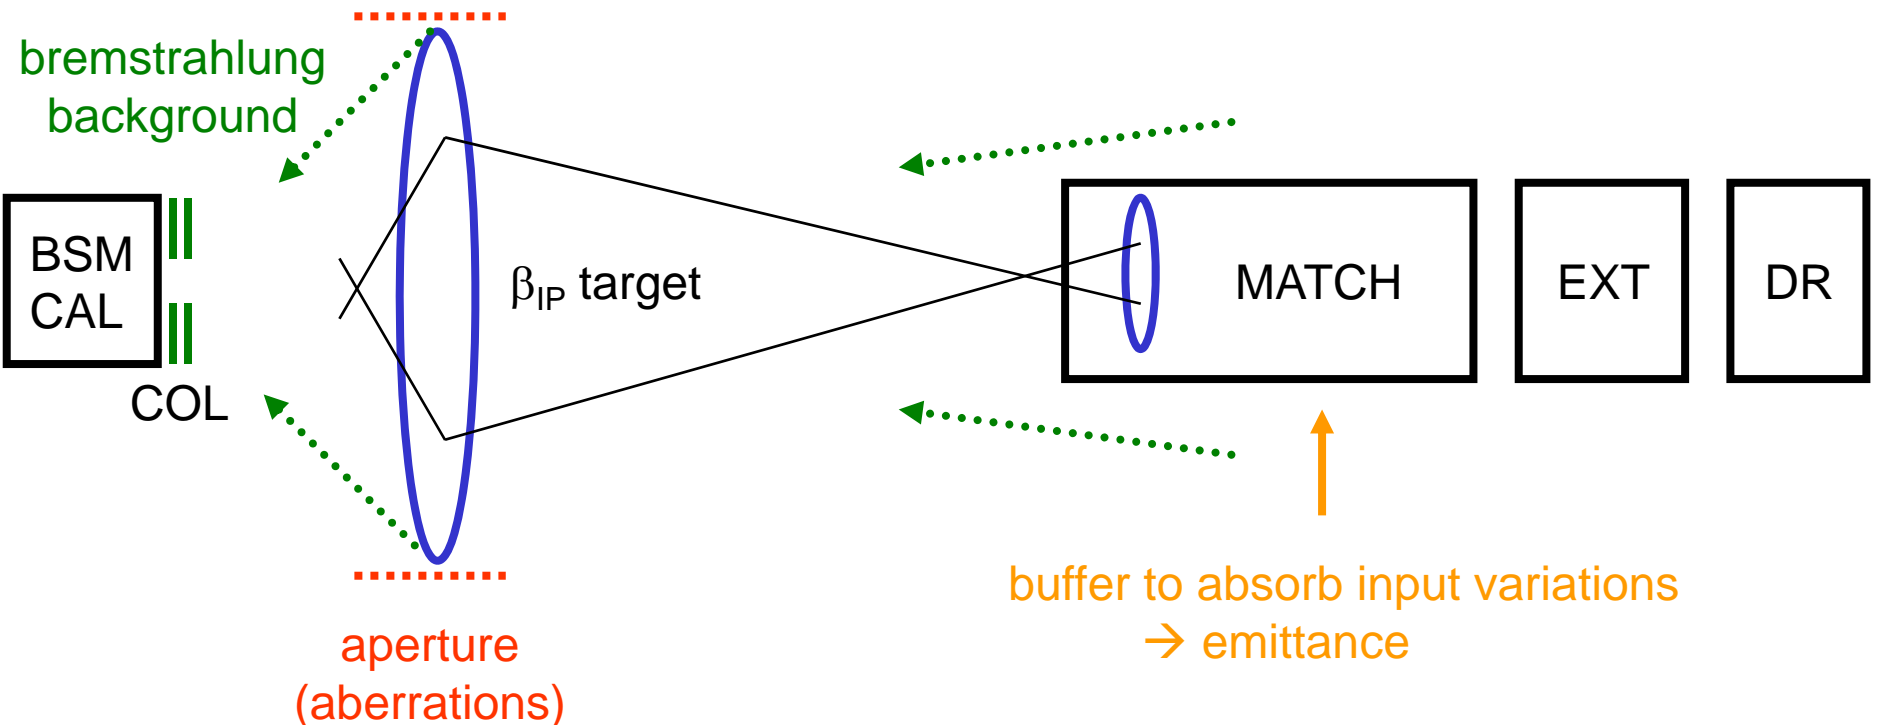 bremstrahlung
background
BSM
CAL
COL
βIP target
MATCH
EXT
DR
buffer to absorb input variations
→ emittance
aperture
(aberrations)